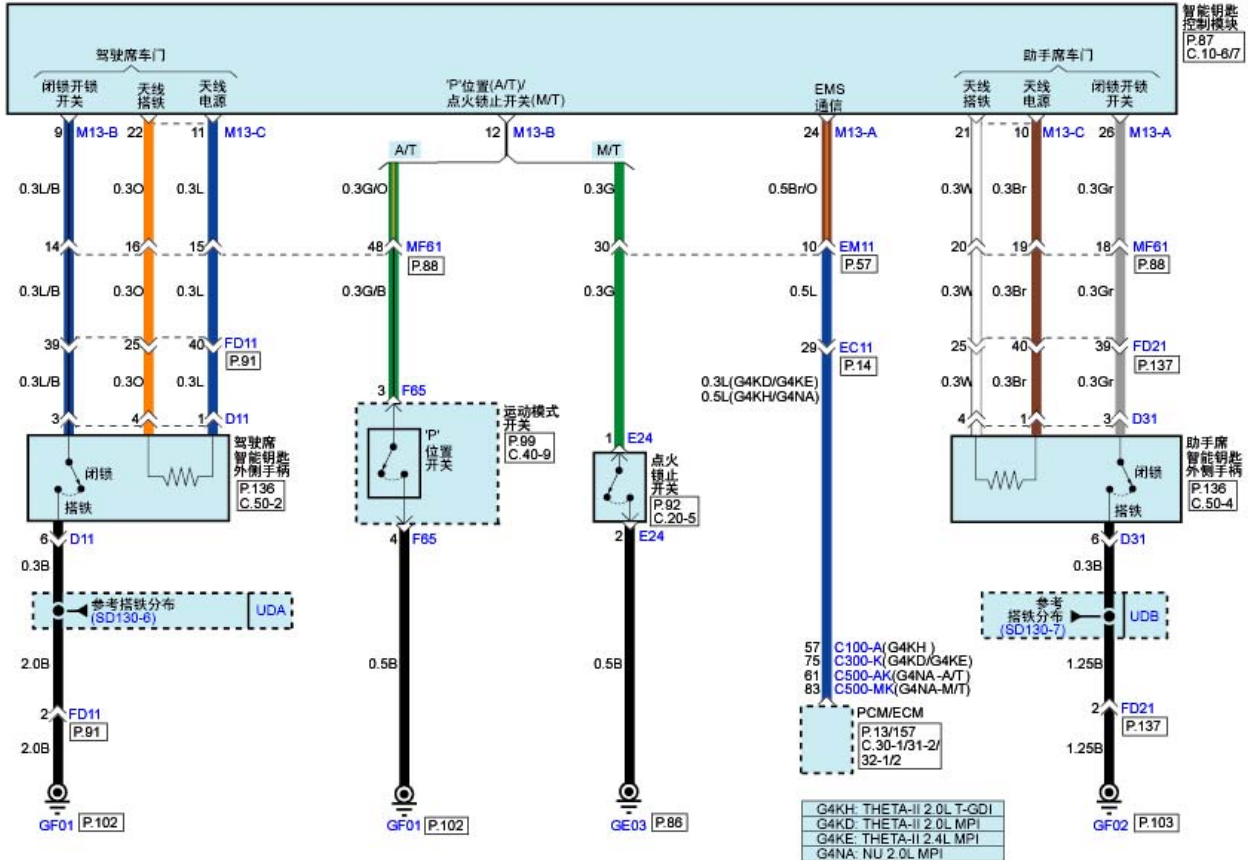 智能钥匙
控制模块
P.87
C.10-6/7
驾驶席车门
闭锁开锁
开关
天线
搭铁
天线
电源
'P'位置(A/T)/
点火锁止开关(M/T)
EMS
通信
助手席车门
天线
搭铁
天线
电源
闭锁开锁
开关
9 M13-B 22 11 M13-C 12 M13-B 24 M13-A 21 10 M13-C 26 M13-A
A/T M/T
0.3L/B 0.3O 0.3L 0.3G/O 0.3G 0.5Br/O 0.3W 0.3Br 0.3Gr
14 16 15 48 MF61 30 10 EM11 20 19 18 MF61
P.88 P.57 P.88
0.3L/B 0.3O 0.3L 0.3G/B 0.3G 0.5L 0.3W 0.3Br 0.3Gr
39 25 40 FD11 29 EC11 25 40 39 FD21
P.91 P.14 P.137
0.3L/B 0.3O 0.3L 0.3L(G4KD/G4KE) 0.3W 0.3Br 0.3Gr
0.5L(G4KH/G4NA)
3 4 1 D11 3 F65 1 E24 4 1 3 D31
闭锁
搭铁
驾驶席
智能钥匙
外侧手柄
P.136
C.50-2
'P'
位置
开关
运动模式
开关
P.99
C.40-9
点火
锁止
开关
P.92
C.20-5
闭锁
搭铁
助手席
智能钥匙
外侧手柄
P.136
C.50-4
6 D11 4 F65 2 E24 6 D31
0.3B 0.3B
参考搭铁分布
(SD130-6)
UDA
参考
搭铁分布
(SD130-7)
UDB
2.0B 0.5B 0.5B 1.25B
57 C100-A(G4KH )
75 C300-K(G4KD/G4KE)
61 C500-AK(G4NA-A/T)
83 C500-MK(G4NA-M/T)
PCM/ECM
P.13/157
C.30-1/31-2/
32-1/2
2 FD11 2 FD21
P.91 P.137
2.0B 1.25B
GF01 P.102 GF01 P.102 GE03 P.86 GF02 P.103
G4KH: THETA-II 2.0L T-GDI
G4KD: THETA-II 2.0L MPI
G4KE: THETA-II 2.4L MPI
G4NA: NU 2.0L MPI